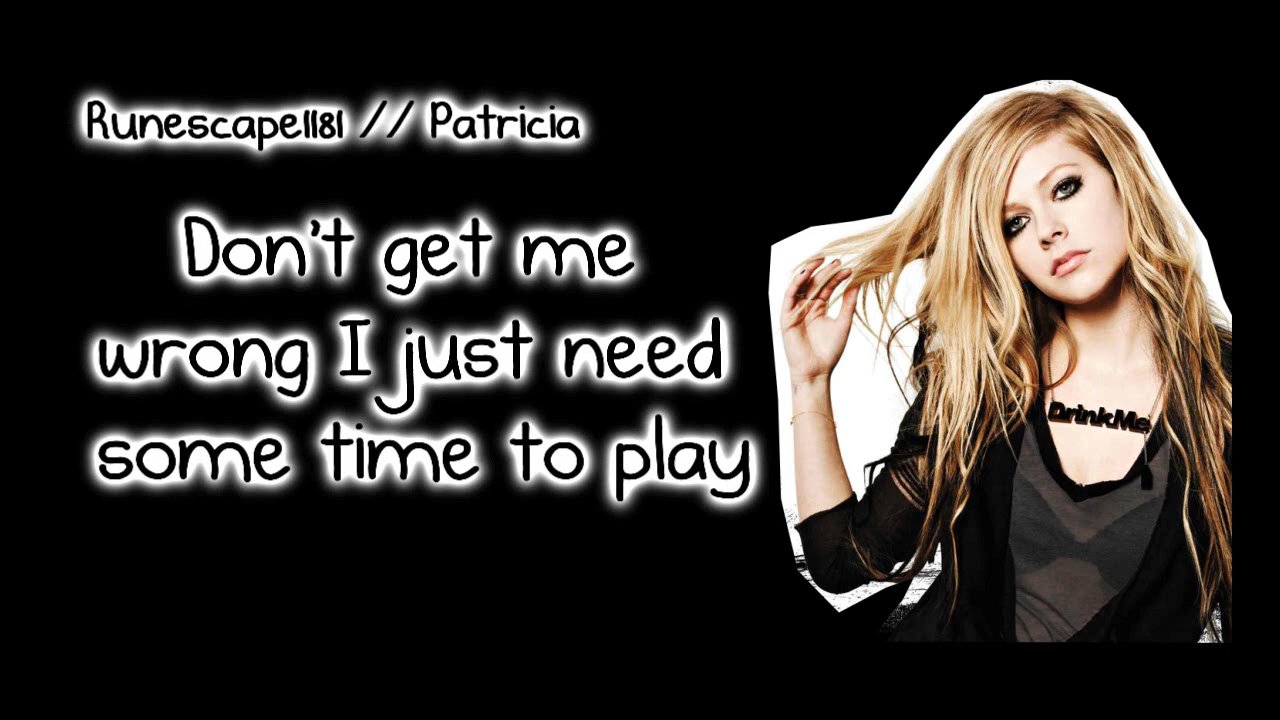 Runescape1181 // Patricia
Don't get me
wrong I just need
some time to play
DrinkMe